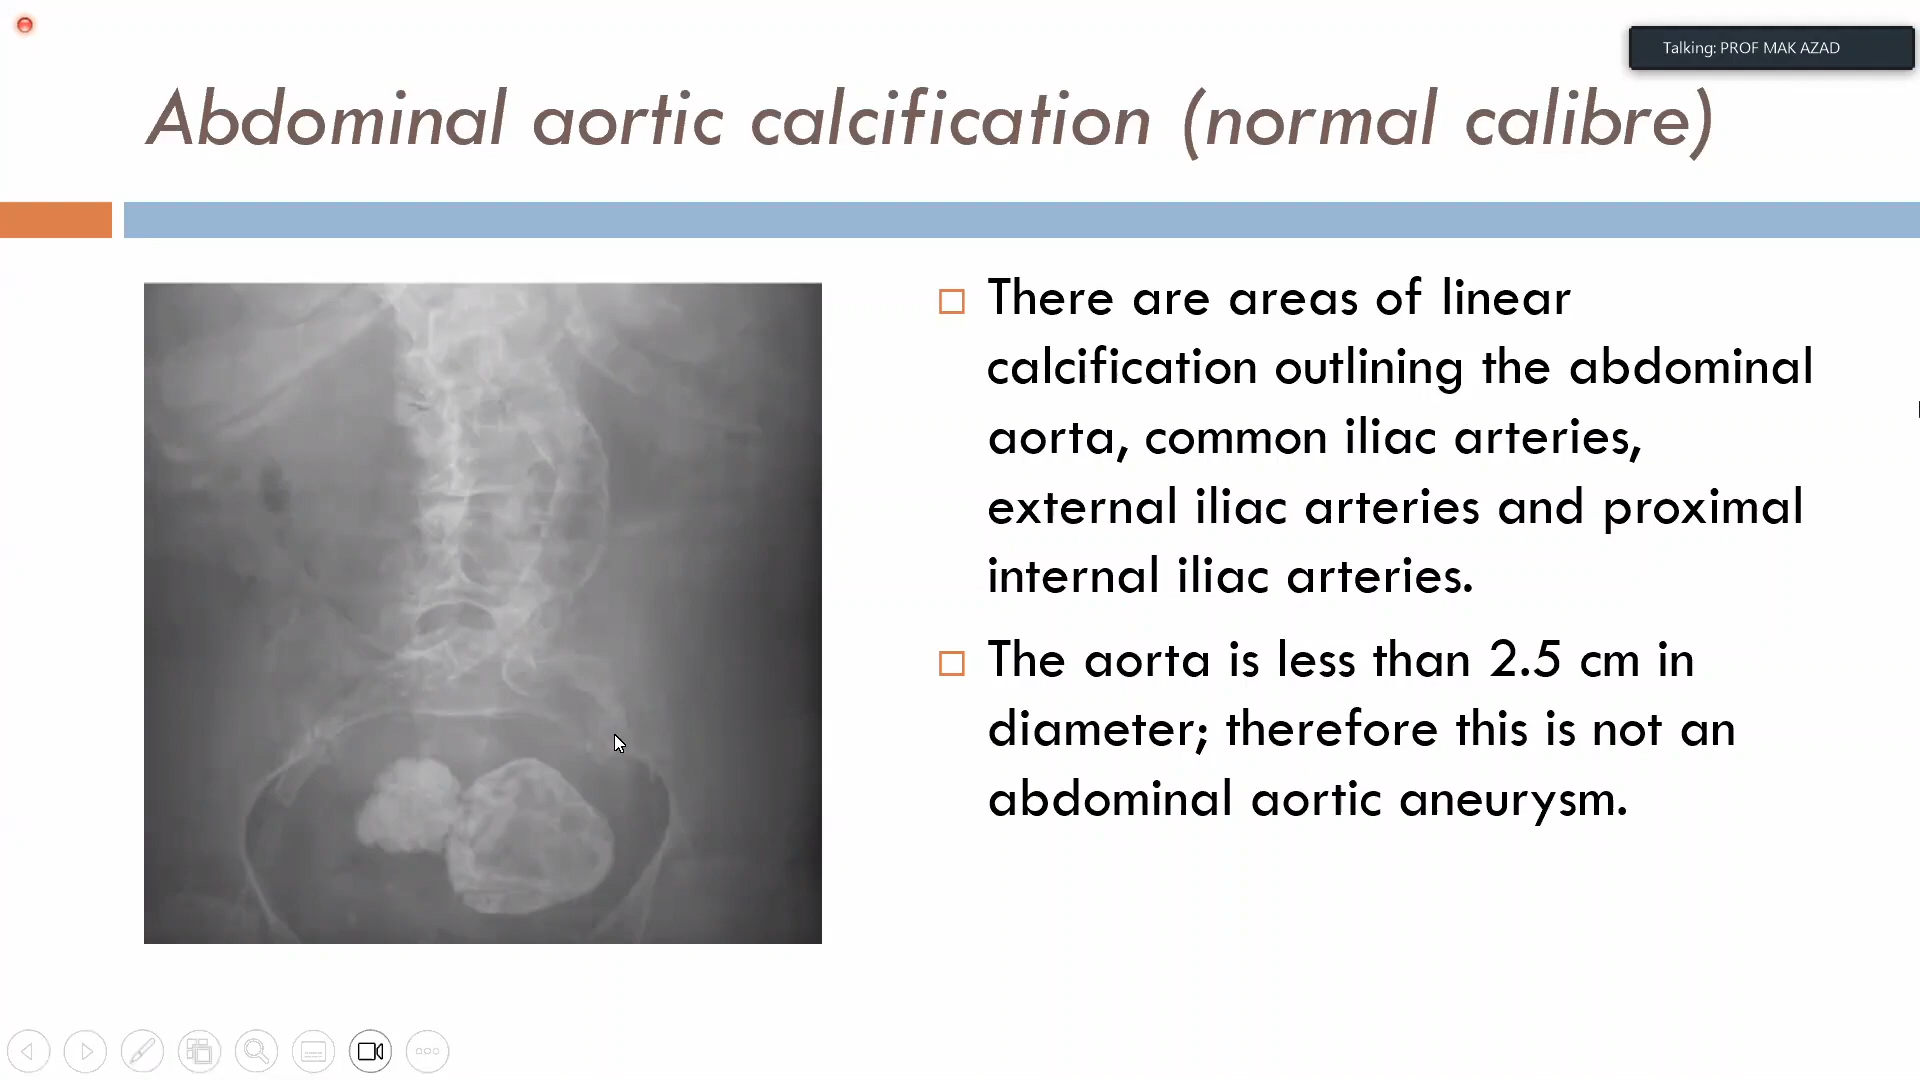 Talking: PROF MAK AZAD
Abdominal aortic calcification (normal calibre)
There are areas of linear
calcification outlining the abdominal
aorta, common iliac arteries,
external iliac arteries and proximal
internal iliac arteries.
The aorta is less than 2.5 cm in
diameter; therefore this is not an
abdominal aortic aneurysm.